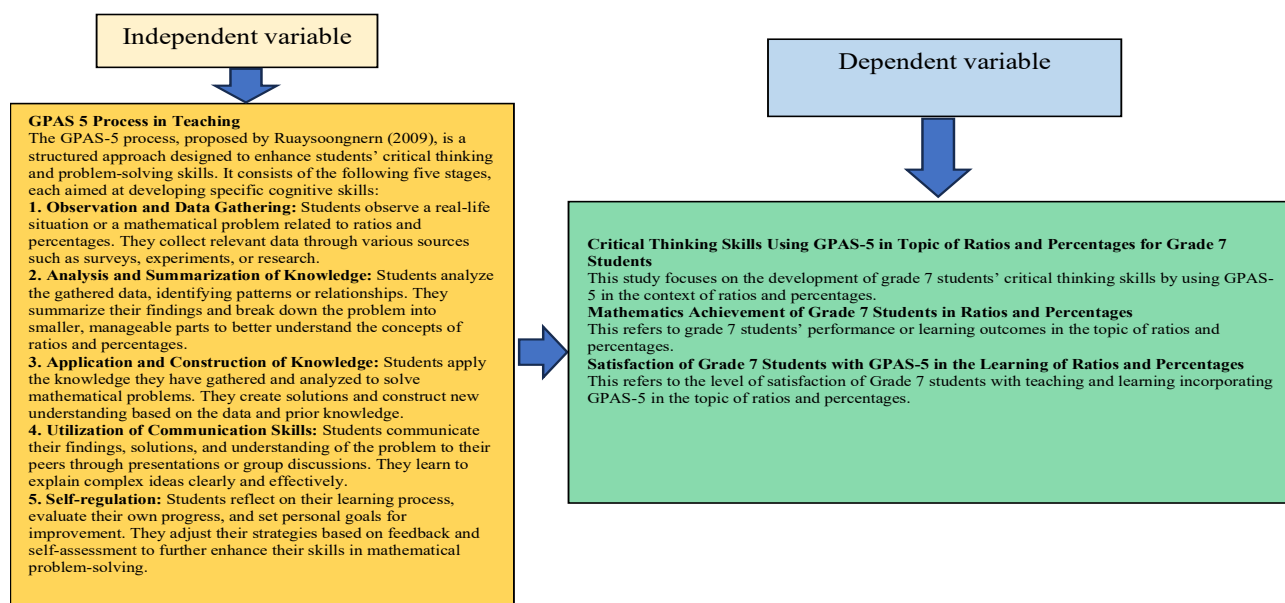 Independent variable
GPAS 5 Process in Teaching
The GPAS-5 process, proposed by Ruaysoongnern (2009), is a
structured approach designed to enhance students’ critical thinking
and problem-solving skills. It consists of the following five stages,
each aimed at developing specific cognitive skills:
1. Observation and Data Gathering: Students observe a real-life
situation or a mathematical problem related to ratios and
percentages. They collect relevant data through various sources
such as surveys, experiments, or research.
2. Analysis and Summarization of Knowledge: Students analyze
the gathered data, identifying patterns or relationships. They
summarize their findings and break down the problem into
smaller, manageable parts to better understand the concepts of
ratios and percentages.
3. Application and Construction of Knowledge: Students apply
the knowledge they have gathered and analyzed to solve
mathematical problems. They create solutions and construct new
understanding based on the data and prior knowledge.
4. Utilization of Communication Skills: Students communicate
their findings, solutions, and understanding of the problem to their
peers through presentations or group discussions. They learn to
explain complex ideas clearly and effectively.
5. Self-regulation: Students reflect on their learning process,
evaluate their own progress, and set personal goals for
improvement. They adjust their strategies based on feedback and
self-assessment to further enhance their skills in mathematical
problem-solving.
Dependent variable
Critical Thinking Skills Using GPAS-5 in Topic of Ratios and Percentages for Grade 7
Students
This study focuses on the development of grade 7 students’ critical thinking skills by using GPAS-
5 in the context of ratios and percentages.
Mathematics Achievement of Grade 7 Students in Ratios and Percentages
This refers to grade 7 students’ performance or learning outcomes in the topic of ratios and
percentages.
Satisfaction of Grade 7 Students with GPAS-5 in the Learning of Ratios and Percentages
This refers to the level of satisfaction of Grade 7 students with teaching and learning incorporating
GPAS-5 in the topic of ratios and percentages.